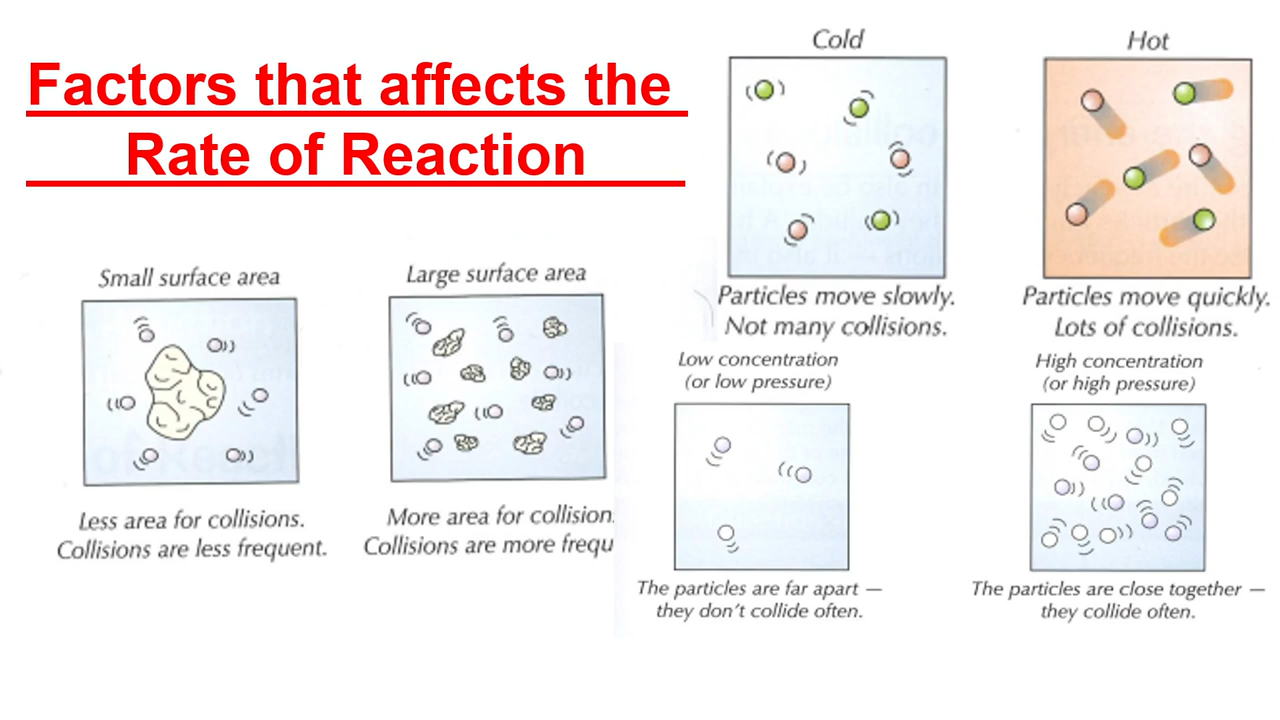 Factors that affects the
Rate of Reaction
Small surface area
Less area for collisions.
Collisions are less frequent.
Large surface area
More area for collision
Collisions are more frequ
Cold
Particles move slowly.
Not many collisions.
Hot
Particles move quickly.
Lots of collisions.
Low concentration
(or low pressure)
The particles are far apart —
they don't collide often.
High concentration
(or high pressure)
The particles are close together —
they collide often.